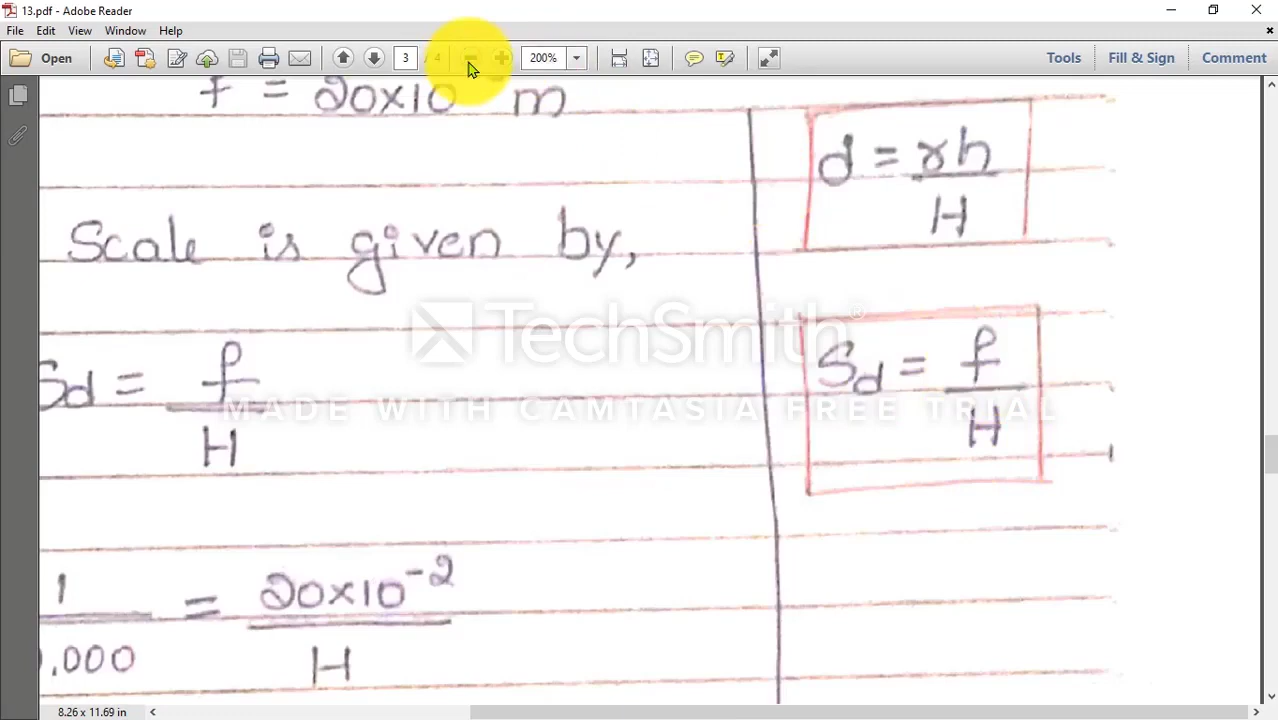 13.pdf - Adobe Reader
File Edit View Window Help
Open 3 / 4 200% Tools Fill & Sign Comment
f = 20x10 m
d = rh
H
Scale is given by,
TechSmith®
MADE WITH CAMTASIA FREE TRIAL
Sd = f
H
Sd = f
H
1 = 20x10⁻²
.000 H
8.26 x 11.69 in